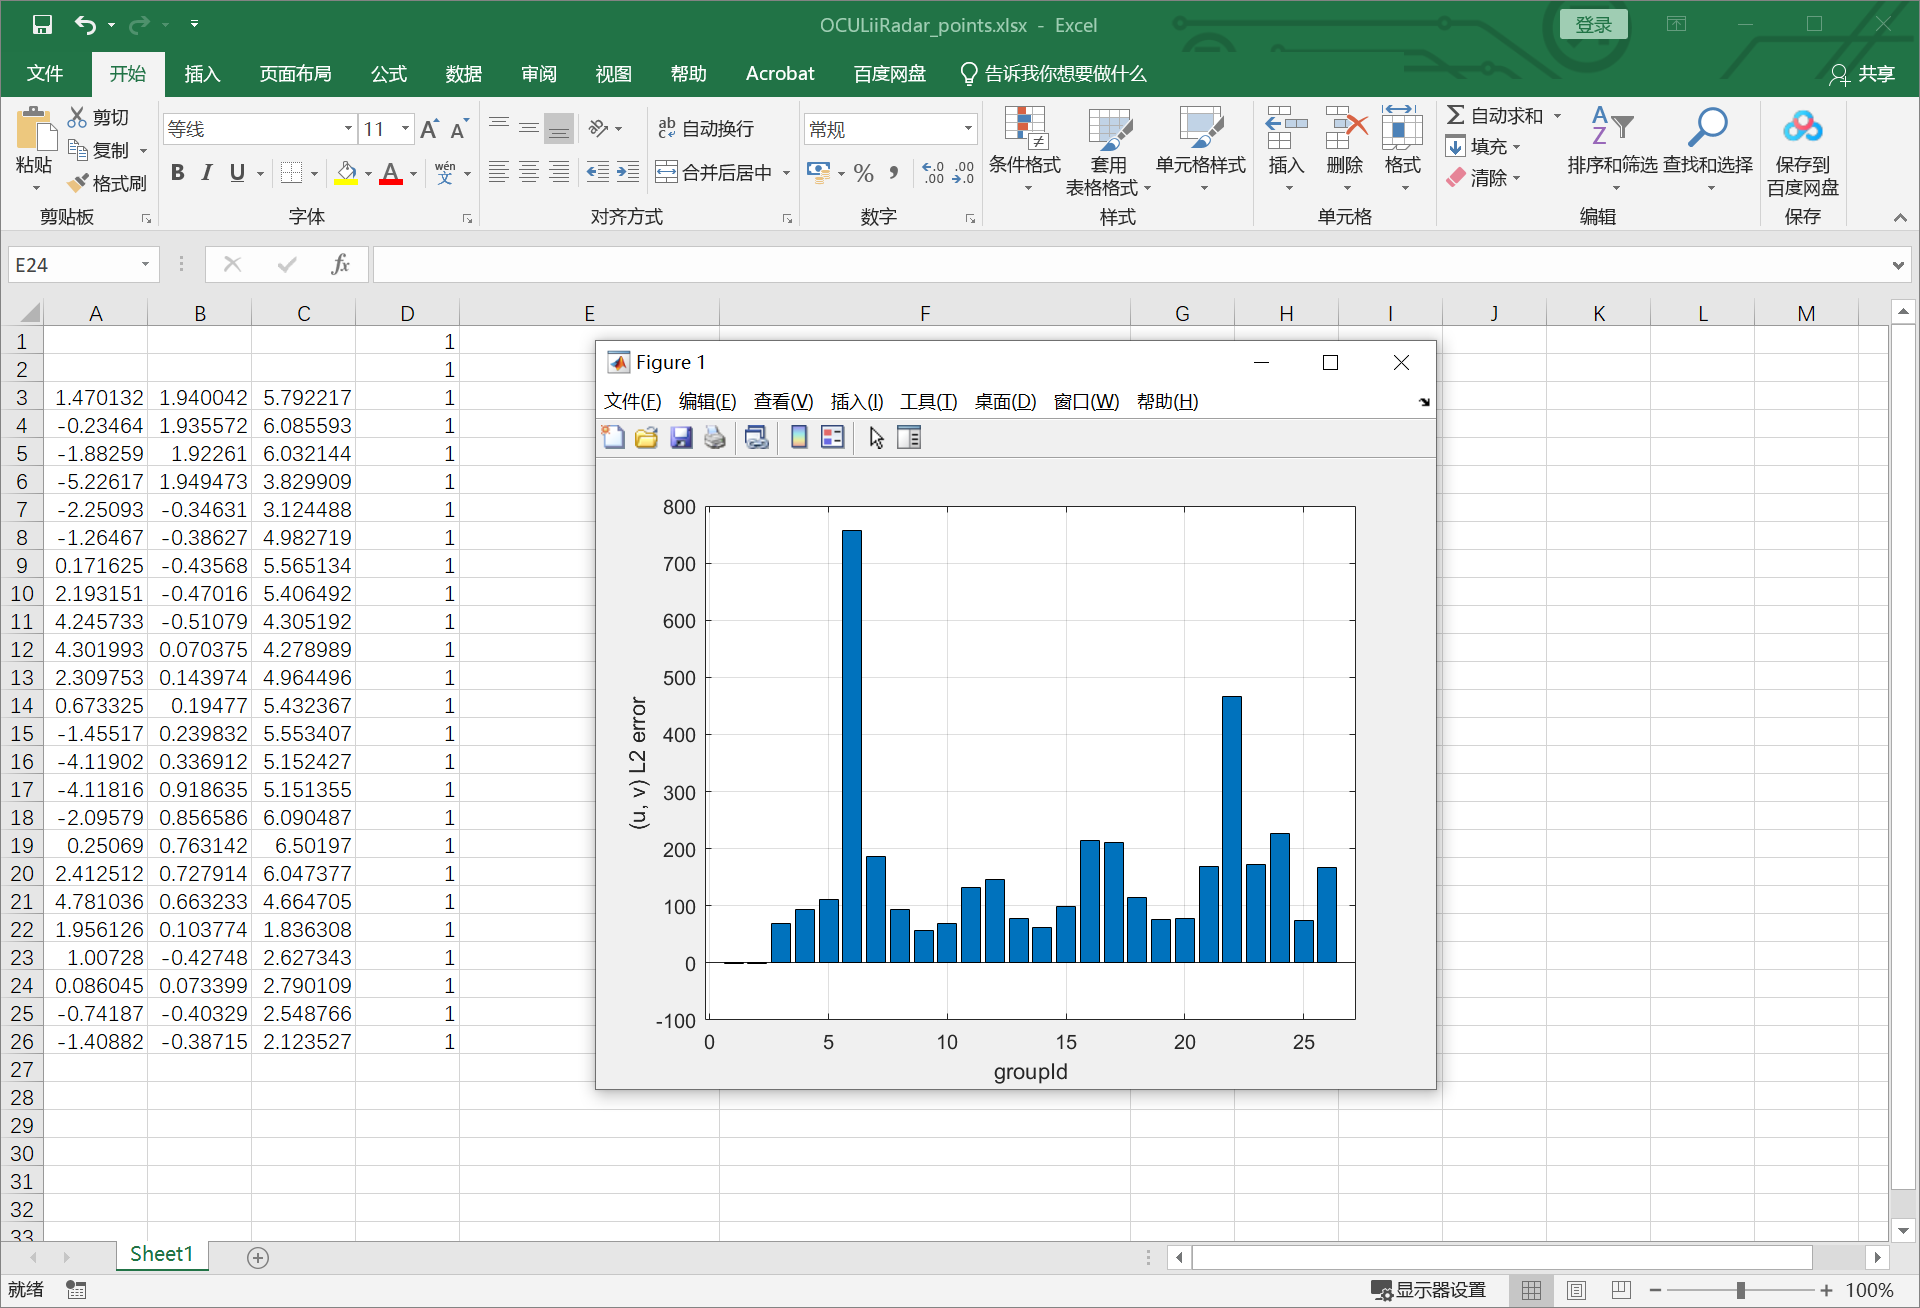 OCULiiRadar_points.xlsx - Excel
登录
文件 开始 插入 页面布局 公式 数据 审阅 视图 帮助 Acrobat 百度网盘 告诉我你想要做什么 共享
粘贴 剪切 复制 格式刷
剪贴板
等线 11
B I U A wén 文
字体
ab 自动换行
合并后居中
对齐方式
常规
% , .00 .00
数字
条件格式 套用表格格式 单元格样式
样式
插入 删除 格式
单元格
Σ 自动求和 填充 清除
排序和筛选 查找和选择
编辑
保存到百度网盘
保存
E24 fx
A B C D E F G H I J K L M
1 1
2 1
3 1.470132 1.940042 5.792217 1
4 -0.23464 1.935572 6.085593 1
5 -1.88259 1.92261 6.032144 1
6 -5.22617 1.949473 3.829909 1
7 -2.25093 -0.34631 3.124488 1
8 -1.26467 -0.38627 4.982719 1
9 0.171625 -0.43568 5.565134 1
10 2.193151 -0.47016 5.406492 1
11 4.245733 -0.51079 4.305192 1
12 4.301993 0.070375 4.278989 1
13 2.309753 0.143974 4.964496 1
14 0.673325 0.19477 5.432367 1
15 -1.45517 0.239832 5.553407 1
16 -4.11902 0.336912 5.152427 1
17 -4.11816 0.918635 5.151355 1
18 -2.09579 0.856586 6.090487 1
19 0.25069 0.763142 6.50197 1
20 2.412512 0.727914 6.047377 1
21 4.781036 0.663233 4.664705 1
22 1.956126 0.103774 1.836308 1
23 1.00728 -0.42748 2.627343 1
24 0.086045 0.073399 2.790109 1
25 -0.74187 -0.40329 2.548766 1
26 -1.40882 -0.38715 2.123527 1
27
28
29
30
31
32
33
Figure 1
文件(F) 编辑(E) 查看(V) 插入(I) 工具(T) 桌面(D) 窗口(W) 帮助(H)
800
700
600
500
400
300
200
100
0
-100
(u, v) L2 error
0 5 10 15 20 25
groupId
Sheet1
就绪
显示器设置
100%